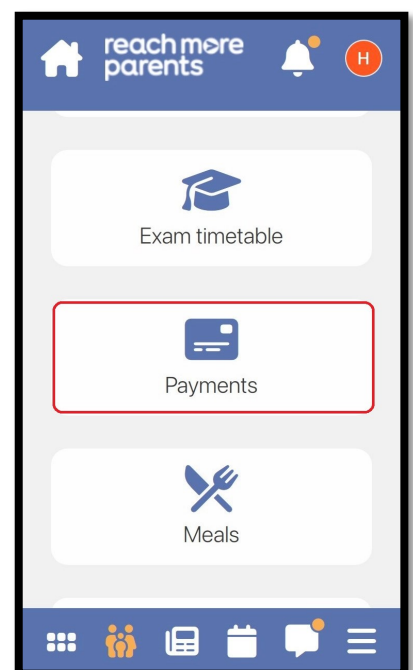 reach more
parents
H
Exam timetable
Payments
Meals